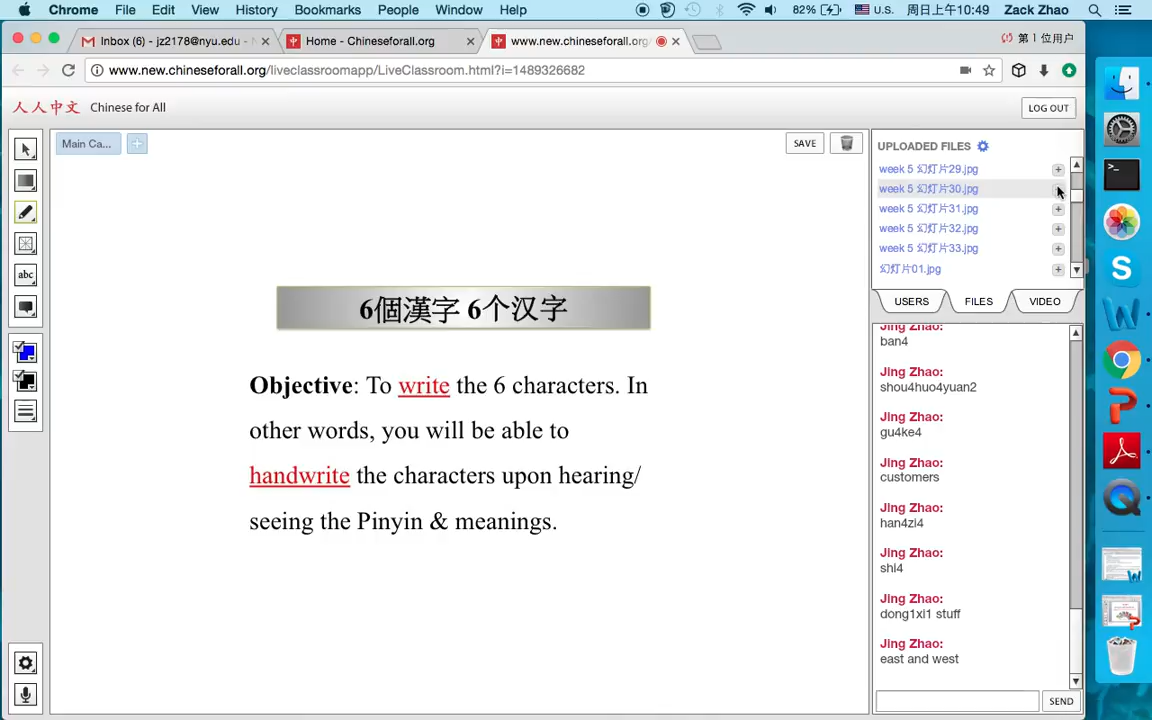 Chrome File Edit View History Bookmarks People Window Help 82% U.S. 周日上午10:49 Zack Zhao
Inbox (6) - jz2178@nyu.edu - Home - Chineseforall.org www.new.chineseforall.org/ 第 1 位用户
www.new.chineseforall.org/liveclassroomapp/LiveClassroom.html?i=1489326682
人人中文 Chinese for All LOG OUT
Main Ca... SAVE
UPLOADED FILES
week 5 幻灯片29.jpg
week 5 幻灯片30.jpg
week 5 幻灯片31.jpg
week 5 幻灯片32.jpg
week 5 幻灯片33.jpg
幻灯片01.jpg
USERS FILES VIDEO
abc
6個漢字 6个汉字
Objective: To write the 6 characters. In
other words, you will be able to
handwrite the characters upon hearing/
seeing the Pinyin & meanings.
Jing Zhao:
ban4
Jing Zhao:
shou4huo4yuan2
Jing Zhao:
gu4ke4
Jing Zhao:
customers
Jing Zhao:
han4zi4
Jing Zhao:
shi4
Jing Zhao:
dong1xi1 stuff
Jing Zhao:
east and west
SEND